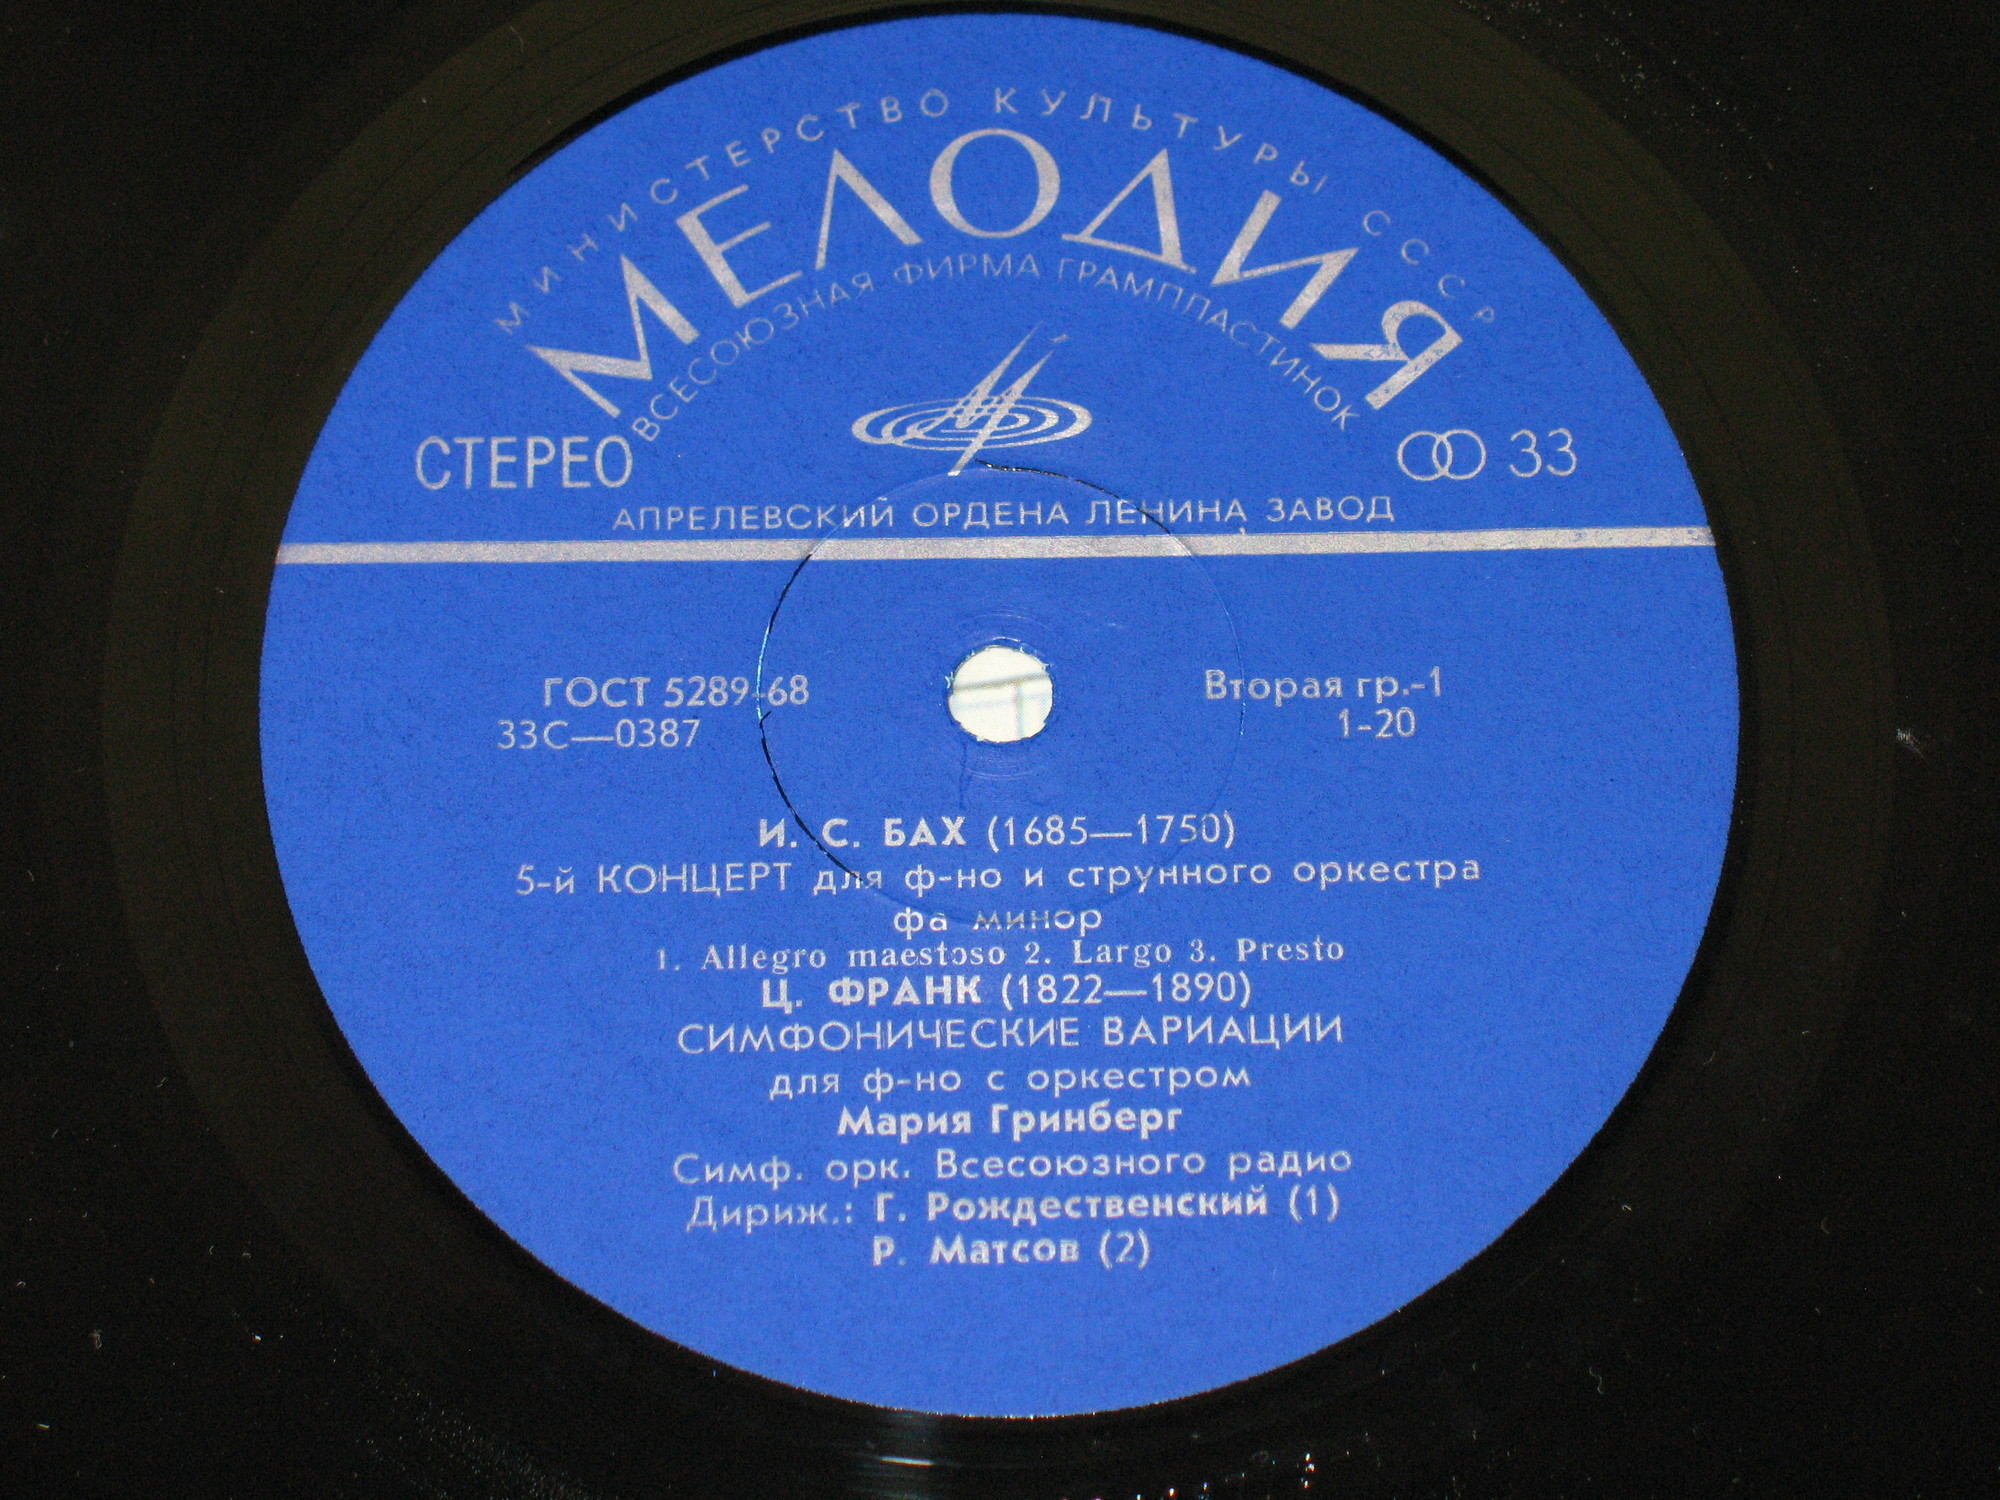 МИНИСТЕРСТВО КУЛЬТУРЫ СССР
МЕЛОДИЯ
ВСЕСОЮЗНАЯ ФИРМА ГРАМПЛАСТИНОК
СТЕРЕО
33
АПРЕЛЕВСКИЙ ОРДЕНА ЛЕНИНА ЗАВОД
ГОСТ 5289-68
33С—0387
Вторая гр.-1
1-20
И. С. БАХ (1685—1750)
5-й КОНЦЕРТ для ф-но и струнного оркестра
фа минор
1. Allegro maestoso 2. Largo 3. Presto
Ц. ФРАНК (1822—1890)
СИМФОНИЧЕСКИЕ ВАРИАЦИИ
для ф-но с оркестром
Мария Гринберг
Симф. орк. Всесоюзного радио
Дириж.: Г. Рождественский (1)
Р. Матсов (2)